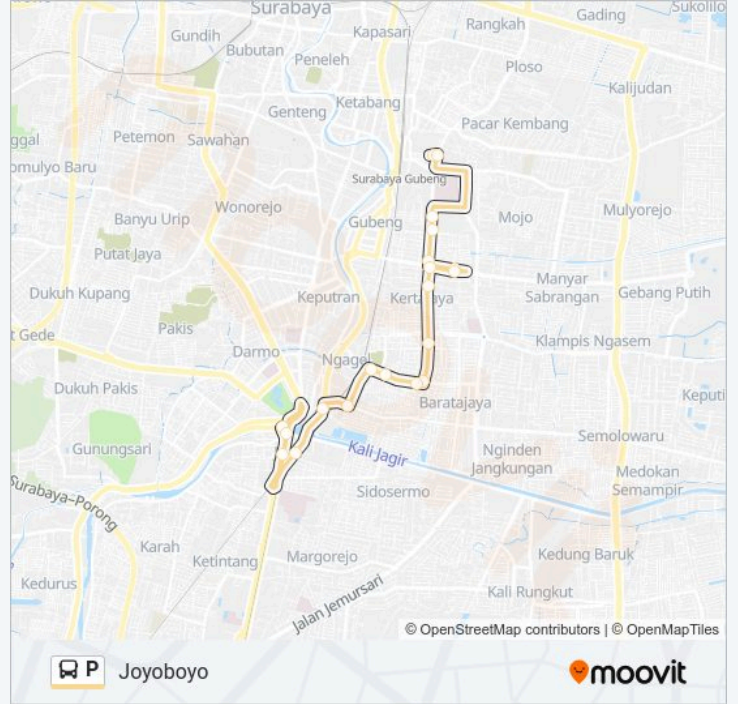 Surabaya
Kapasari
Rangkah
Gading
Sukolilo
Gundih
Bubutan
Peneleh
Ploso
Kalijudan
Genteng
Ketabang
Pacar Kembang
ggal
Petemon
Sawahan
omulyo Baru
Surabaya Gubeng
Wonorejo
Gubeng
Mojo
Mulyorejo
Banyu Urip
Putat Jaya
Dukuh Kupang
Keputran
Kerta aya
Manyar
Sabrangan
Gebang Putih
Pakis
t Gede
Darmo
Ngagel
Klampis Ngasem
Dukuh Pakis
Baratajaya
Keputi
Gunungsari
Kali Jagir
Nginden
Jangkungan
Semolowaru
Surabaya-Porong
Sidosermo
Medokan
Semampir
Karah
Ketintang
Margorejo
Kedung Baruk
Kedurus
Jalan Jemursari
Kali Rungkut
© OpenStreetMap contributors | © OpenMapTiles
P Joyoboyo
moovit